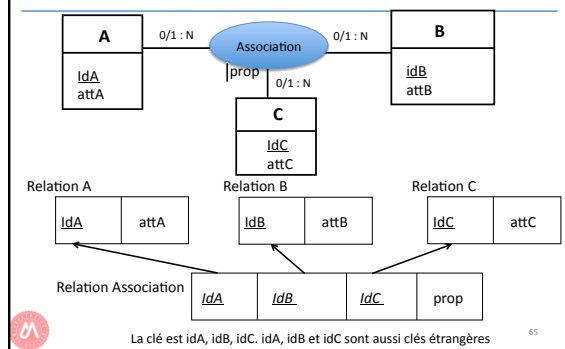 A
0/1 : N
Association
0/1 : N
B
IdA
attA
prop
0/1 : N
idB
attB
C
IdC
attC
Relation A
Relation B
Relation C
IdA
attA
IdB
attB
IdC
attC
Relation Association
IdA
IdB
IdC
prop
La clé est idA, idB, idC. idA, idB et idC sont aussi clés étrangères
65